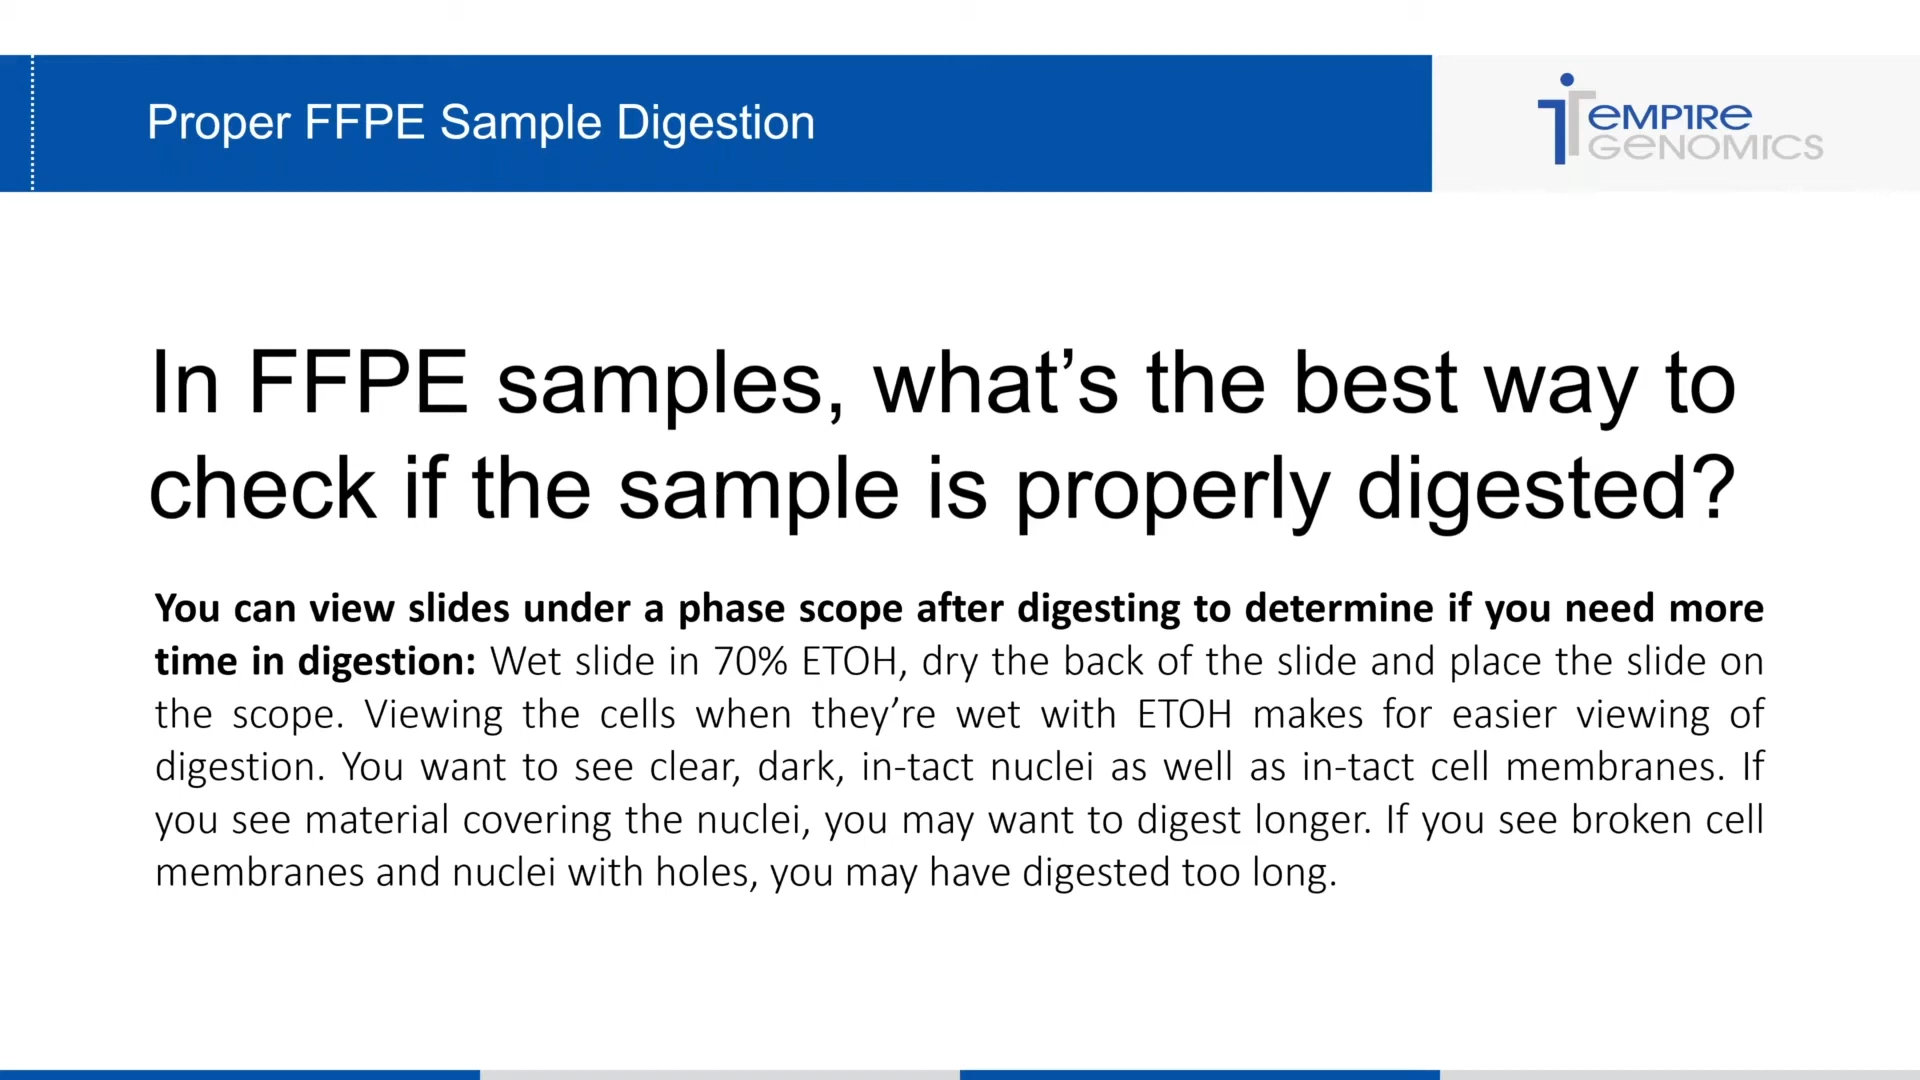 Proper FFPE Sample Digestion
EMPIRE
GENOMICS
In FFPE samples, what’s the best way to
check if the sample is properly digested?
You can view slides under a phase scope after digesting to determine if you need more
time in digestion: Wet slide in 70% ETOH, dry the back of the slide and place the slide on
the scope. Viewing the cells when they’re wet with ETOH makes for easier viewing of
digestion. You want to see clear, dark, in-tact nuclei as well as in-tact cell membranes. If
you see material covering the nuclei, you may want to digest longer. If you see broken cell
membranes and nuclei with holes, you may have digested too long.